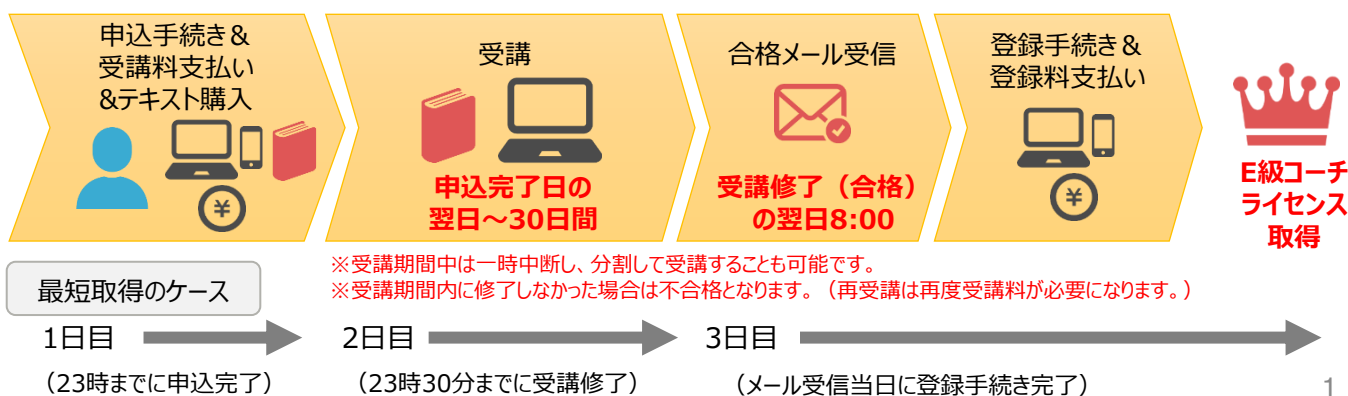 申込手続き&
受講料支払い
&テキスト購入
¥
受講
申込完了日の
翌日～30日間
合格メール受信
受講修了（合格）
の翌日8:00
登録手続き&
登録料支払い
¥
E級コーチ
ライセンス
取得
※受講期間中は一時中断し、分割して受講することも可能です。
※受講期間内に修了しなかった場合は不合格となります。（再受講は再度受講料が必要になります。）
最短取得のケース
1日目
2日目
3日目
（23時までに申込完了）
（23時30分までに受講修了）
（メール受信当日に登録手続き完了）
1